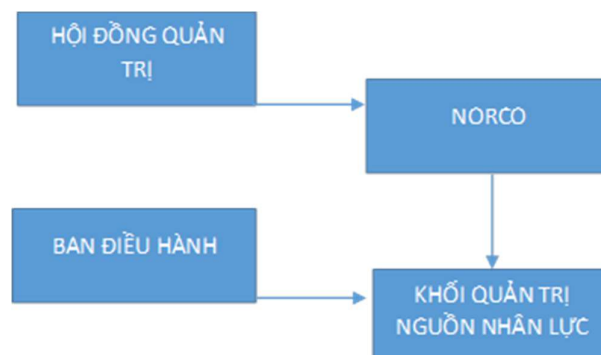 HỘI ĐỒNG QUẢN
TRỊ
NORCO
BAN ĐIỀU HÀNH
KHỐI QUẢN TRỊ
NGUỒN NHÂN LỰC